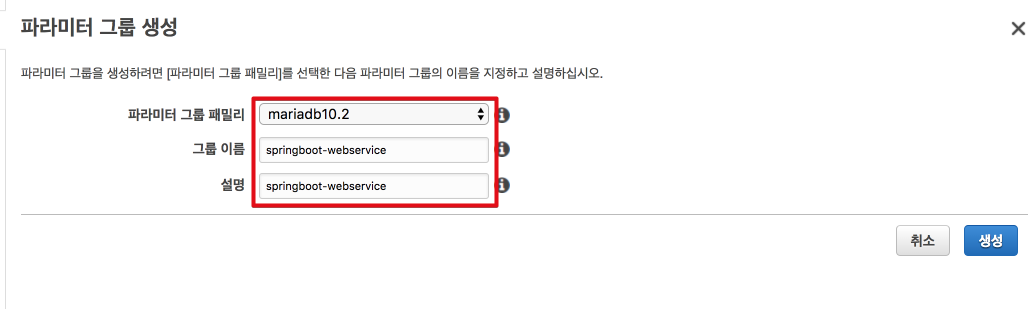 파라미터 그룹 생성
파라미터 그룹을 생성하려면 [파라미터 그룹 패밀리]를 선택한 다음 파라미터 그룹의 이름을 지정하고 설명하십시오.
파라미터 그룹 패밀리 mariadb10.2
그룹 이름 springboot-webservice
설명 springboot-webservice
취소 생성